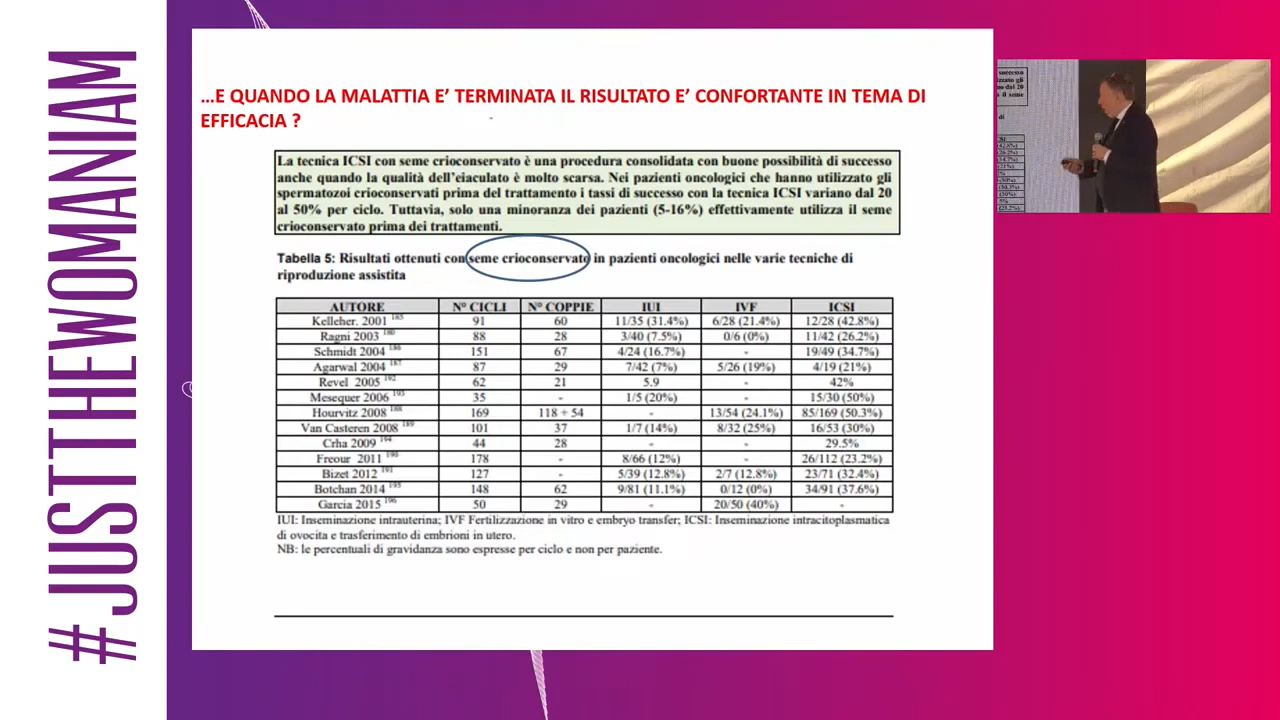 #JUSTTHEWOMANIAM
...E QUANDO LA MALATTIA E’ TERMINATA IL RISULTATO E’ CONFORTANTE IN TEMA DI
EFFICACIA ?
La tecnica ICSI con seme crioconservato è una procedura consolidata con buone possibilità di successo
anche quando la qualità dell’eiaculato è molto scarsa. Nei pazienti oncologici che hanno utilizzato gli
spermatozoi crioconservati prima del trattamento i tassi di successo con la tecnica ICSI variano dal 20
al 50% per ciclo. Tuttavia, solo una minoranza dei pazienti (5-16%) effettivamente utilizza il seme
crioconservato prima dei trattamenti.
Tabella 5: Risultati ottenuti con seme crioconservato in pazienti oncologici nelle varie tecniche di
riproduzione assistita
AUTORE N° CICLI N° COPPIE IUI IVF ICSI
Kelleher. 2001 185 91 60 11/35 (31.4%) 6/28 (21.4%) 12/28 (42.8%)
Ragni 2003 88 28 3/40 (7.5%) 0/6 (0%) 11/42 (26.2%)
Schmidt 2004 186 151 67 4/24 (16.7%) - 19/49 (34.7%)
Agarwal 2004 187 87 29 7/42 (7%) 5/26 (19%) 4/19 (21%)
Revel 2005 192 62 21 5.9 - 42%
Mesequer 2006 193 35 - 1/5 (20%) - 15/30 (50%)
Hourvitz 2008 188 169 118 + 54 - 13/54 (24.1%) 85/169 (50.3%)
Van Casteren 2008 189 101 37 1/7 (14%) 8/32 (25%) 16/53 (30%)
Crha 2009 194 44 28 - - 29.5%
Freour 2011 190 178 - 8/66 (12%) - 26/112 (23.2%)
Bizet 2012 191 127 - 5/39 (12.8%) 2/7 (12.8%) 23/71 (32.4%)
Botchan 2014 195 148 62 9/81 (11.1%) 0/12 (0%) 34/91 (37.6%)
Garcia 2015 196 50 29 - 20/50 (40%) -
IUI: Inseminazione intrauterina; IVF Fertilizzazione in vitro e embryo transfer; ICSI: Inseminazione intracitoplasmatica
di ovocita e trasferimento di embrioni in utero.
NB: le percentuali di gravidanza sono espresse per ciclo e non per paziente.